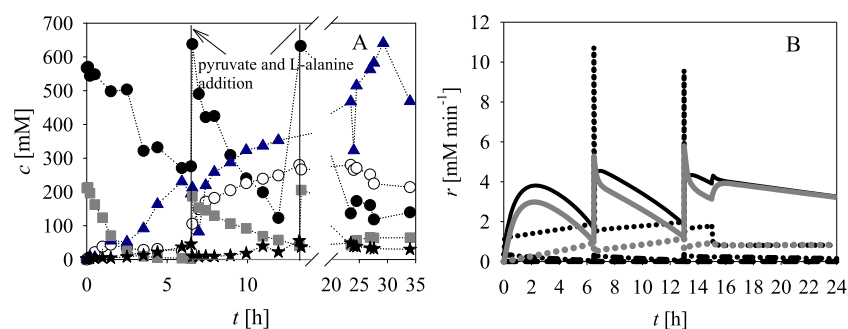 700
600
500
400
300
200
100
0
c [mM]
A
pyruvate and L-alanine
addition
0 5 10 20 25 30 35
t [h]
12
10
8
6
4
2
0
r [mM min⁻¹]
B
0 2 4 6 8 10 12 14 16 18 20 22 24
t [h]